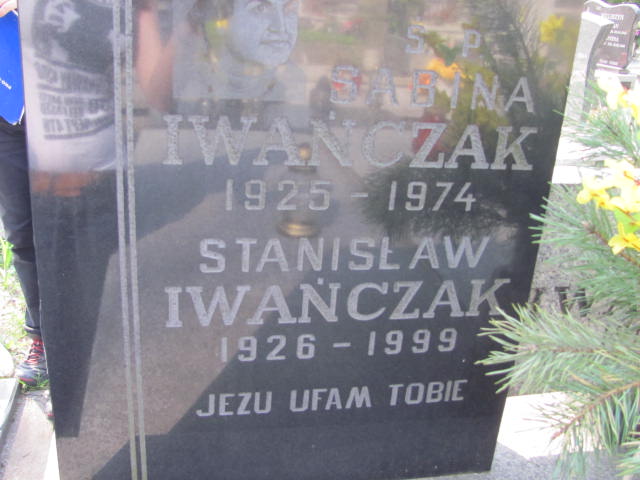 S. P.
SABINA
IWAŃCZAK
1925 - 1974
STANISŁAW
IWAŃCZAK
1926 - 1999
JEZU UFAM TOBIE